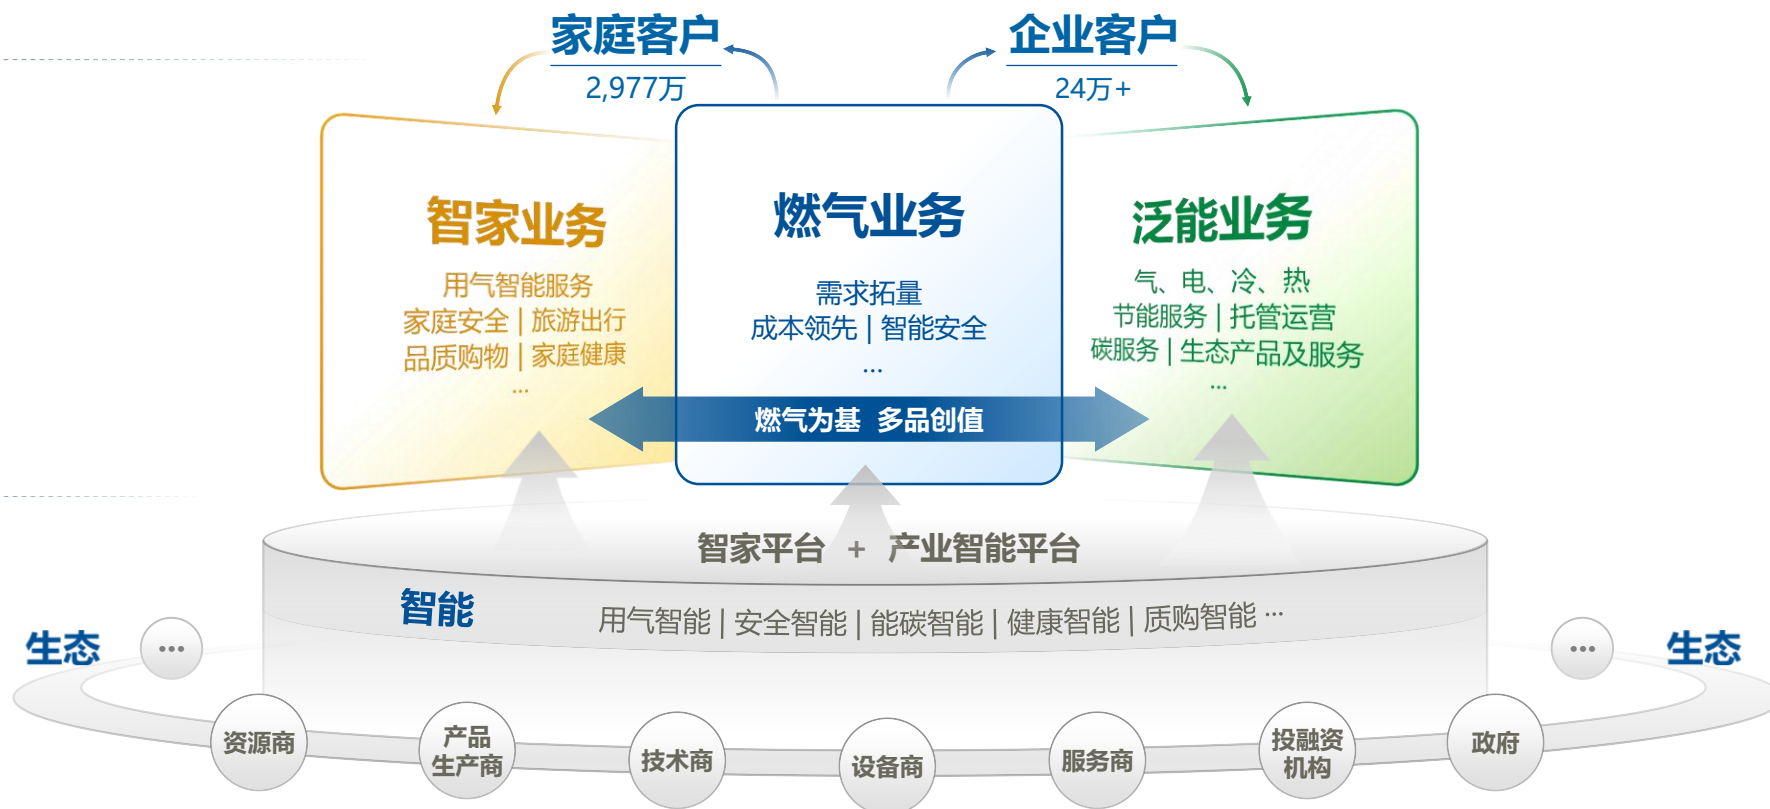 家庭客户
2,977万
企业客户
24万+
智家业务
用气智能服务
家庭安全 | 旅游出行
品质购物 | 家庭健康
...
燃气业务
需求拓量
成本领先 | 智能安全
...
泛能业务
气、电、冷、热
节能服务 | 托管运营
碳服务 | 生态产品及服务
...
燃气为基 多品创值
智家平台 + 产业智能平台
智能
用气智能 | 安全智能 | 能碳智能 | 健康智能 | 质购智能 ...
生态
...
...
生态
资源商
产品
生产商
技术商
设备商
服务商
投融资
机构
政府